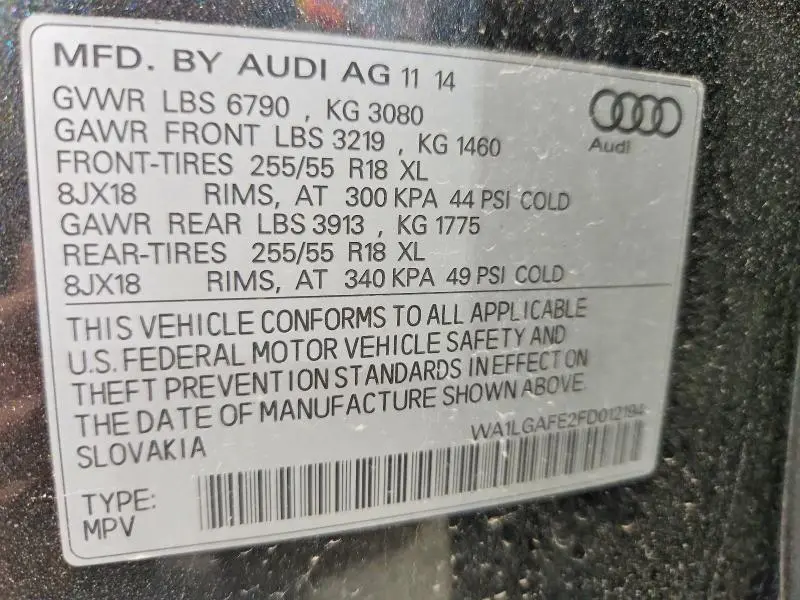 MFD. BY AUDI AG 11 14
GVWR LBS 6790 , KG 3080
GAWR FRONT LBS 3219 , KG 1460
FRONT-TIRES 255/55 R18 XL
8JX18 RIMS, AT 300 KPA 44 PSI COLD
GAWR REAR LBS 3913 , KG 1775
REAR-TIRES 255/55 R18 XL
8JX18 RIMS, AT 340 KPA 49 PSI COLD
Audi
THIS VEHICLE CONFORMS TO ALL APPLICABLE
U.S. FEDERAL MOTOR VEHICLE SAFETY AND
THEFT PREVENTION STANDARDS IN EFFECT ON
THE DATE OF MANUFACTURE SHOWN ABOVE.
SLOVAKIA
WA1LGAFE2FD012194
TYPE:
MPV